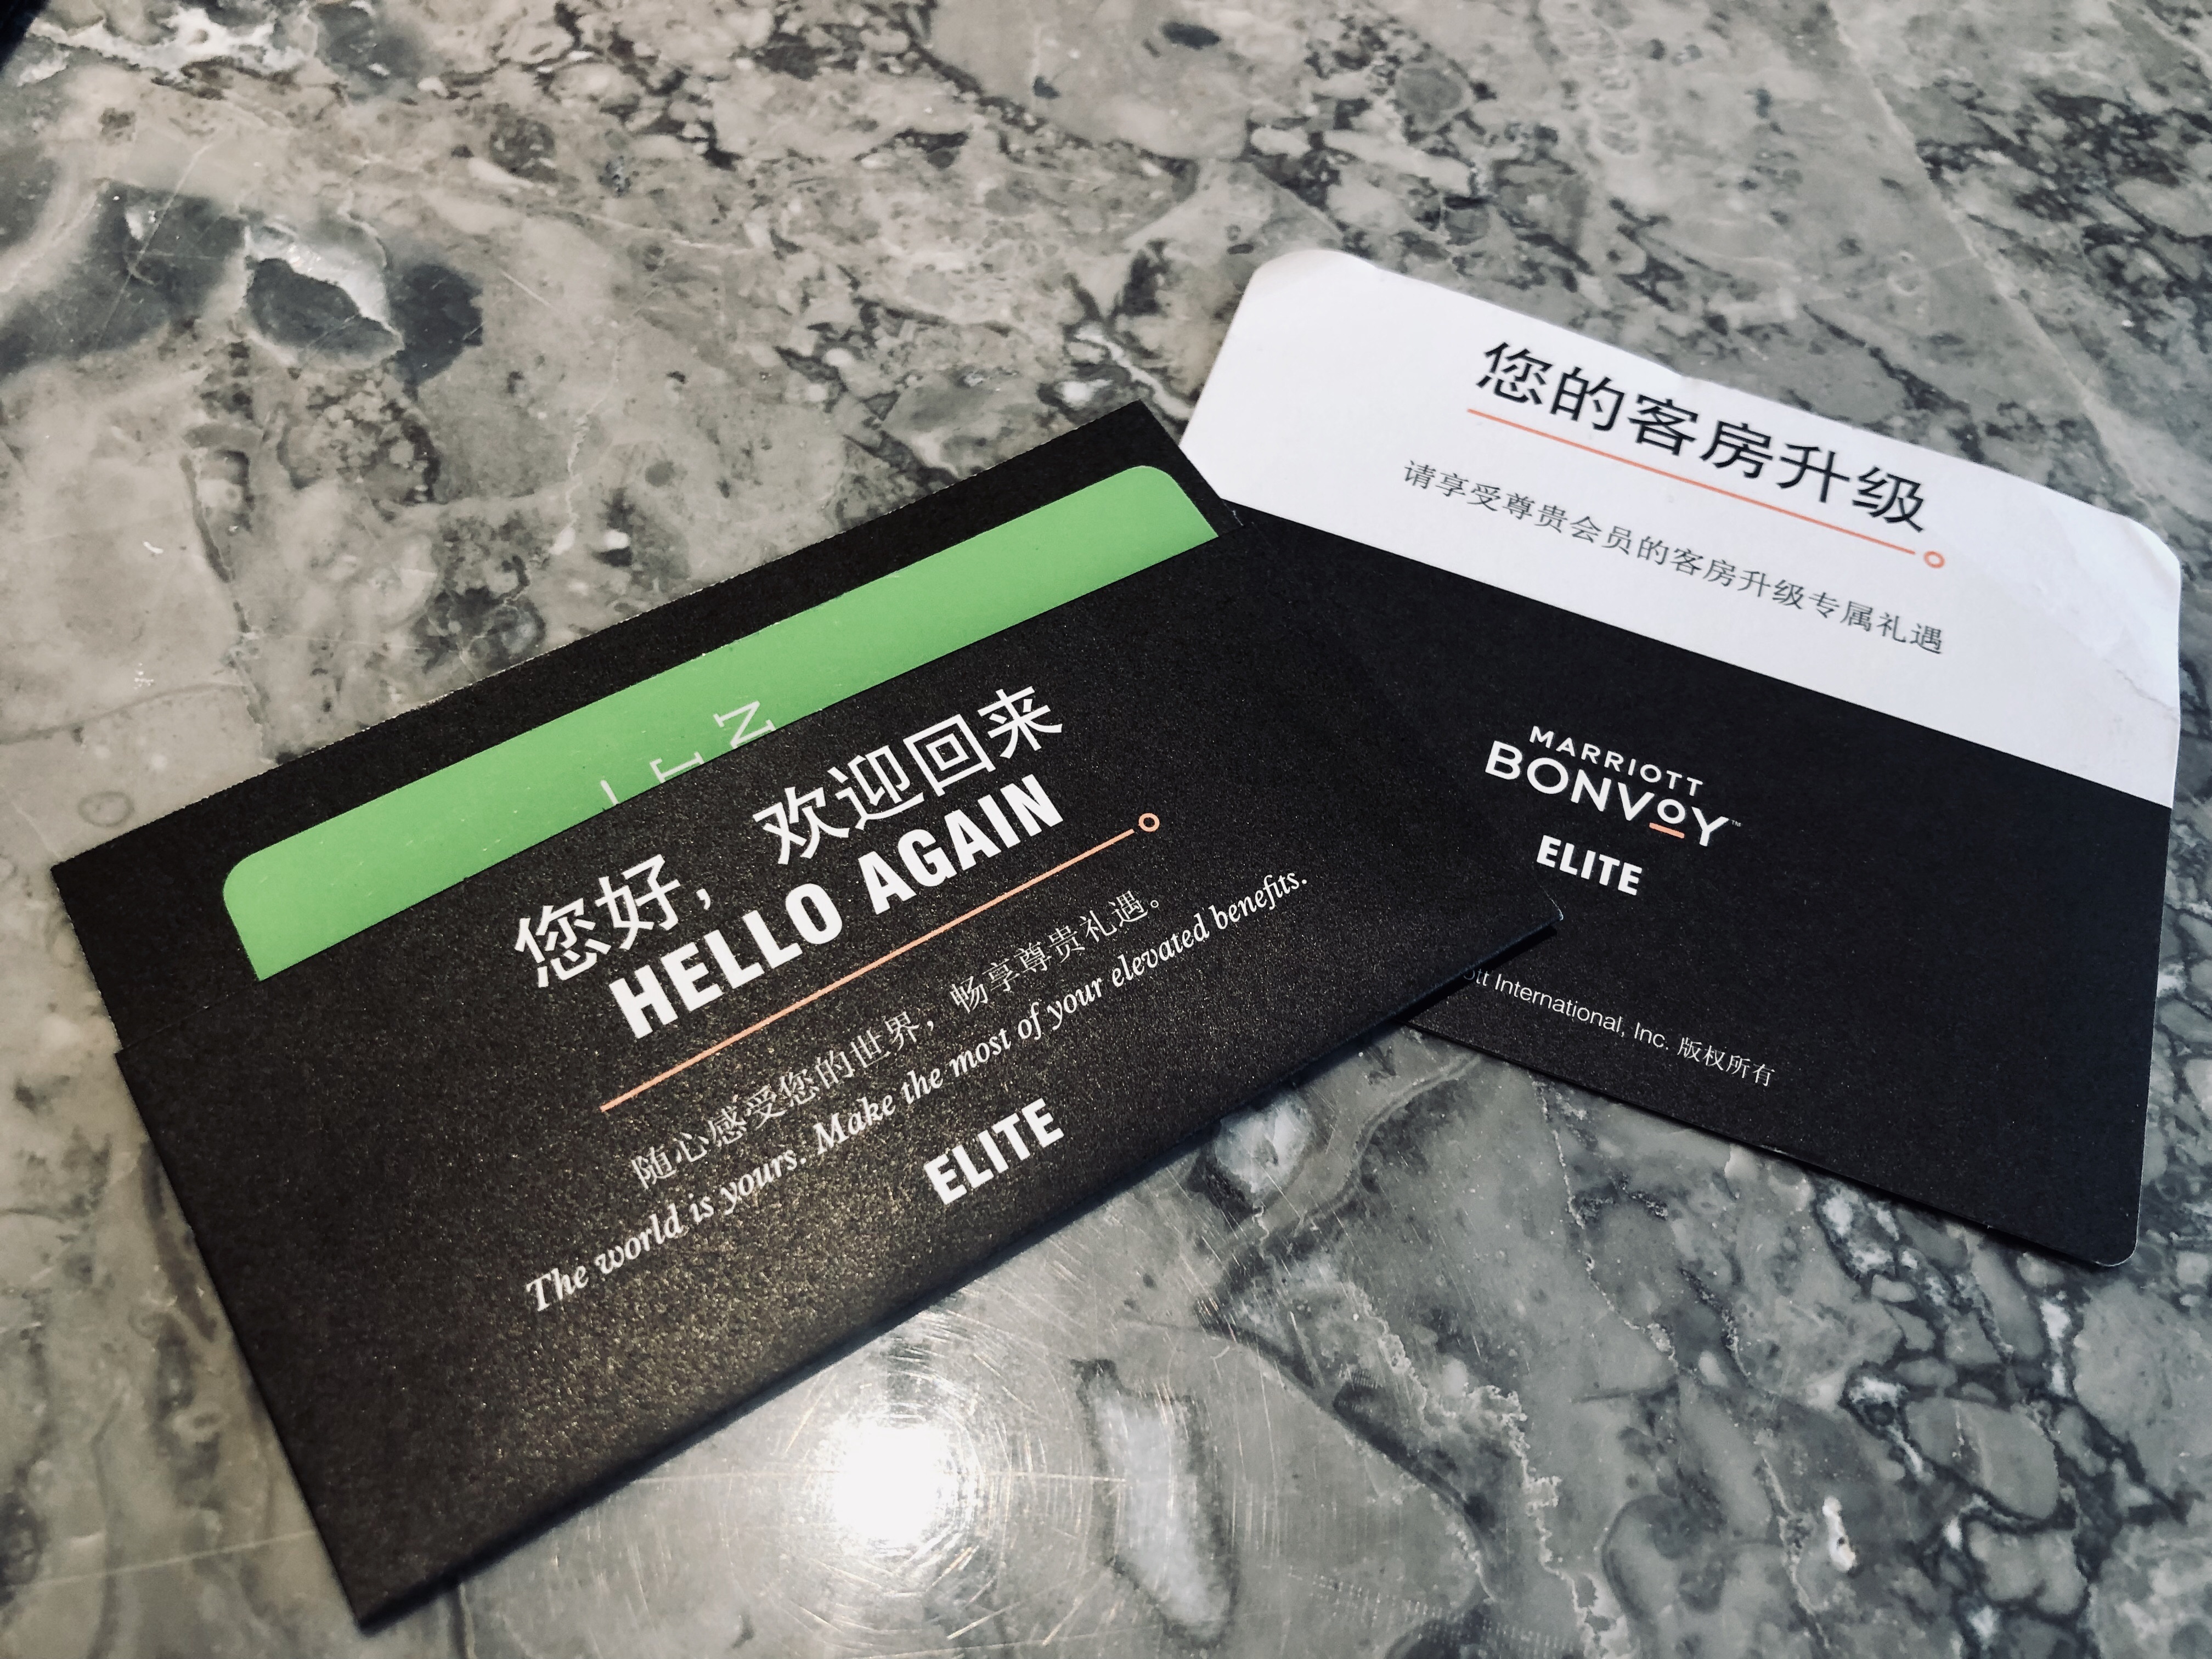 您好，欢迎回来
HELLO AGAIN
随心感受您的世界，畅享尊贵礼遇。
The world is yours. Make the most of your elevated benefits.
ELITE
您的客房升级
请享受尊贵会员的客房升级专属礼遇
MARRIOTT
BONVOY™
ELITE
International, Inc. 版权所有